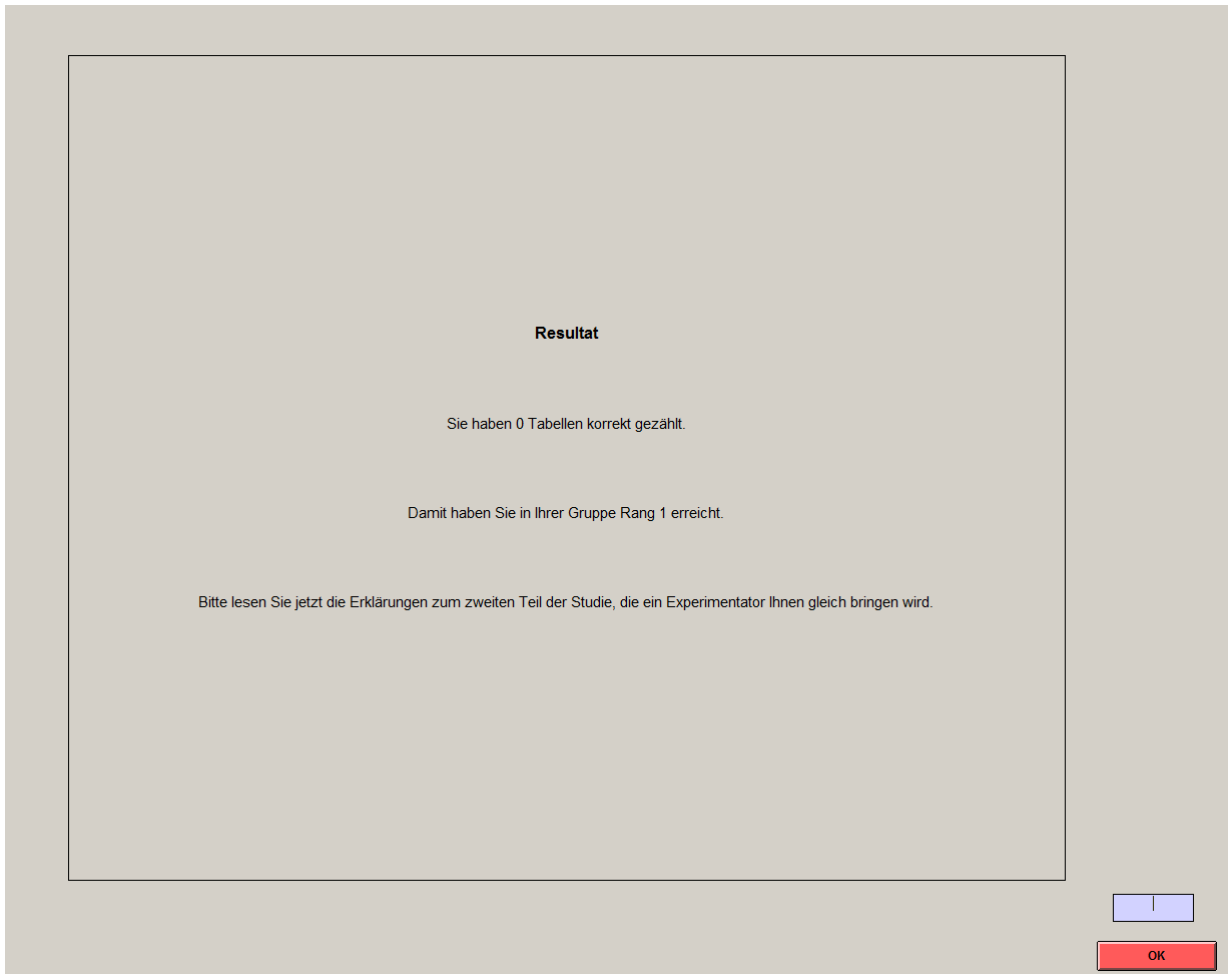 Resultat
Sie haben 0 Tabellen korrekt gezählt.
Damit haben Sie in Ihrer Gruppe Rang 1 erreicht.
Bitte lesen Sie jetzt die Erklärungen zum zweiten Teil der Studie, die ein Experimentator Ihnen gleich bringen wird.
OK